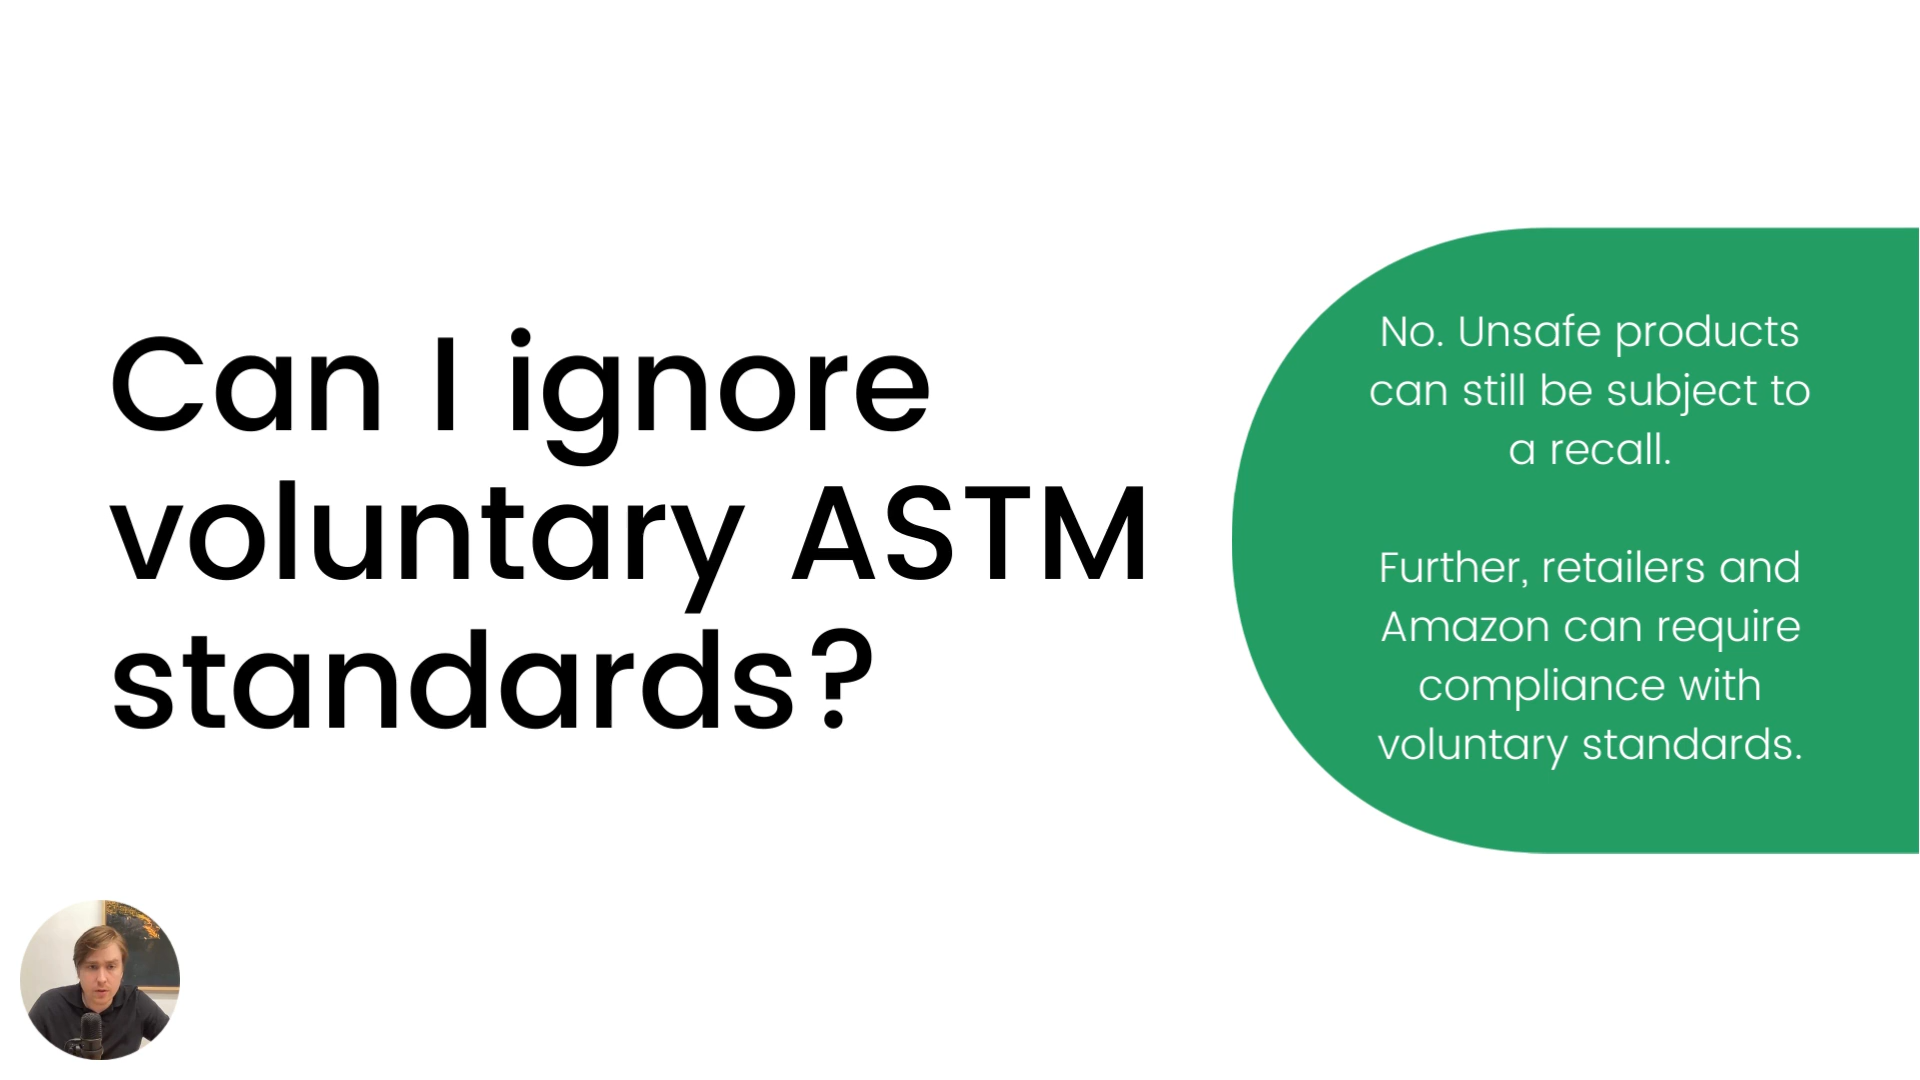 Can I ignore
voluntary ASTM
standards?
No. Unsafe products
can still be subject to
a recall.
Further, retailers and
Amazon can require
compliance with
voluntary standards.